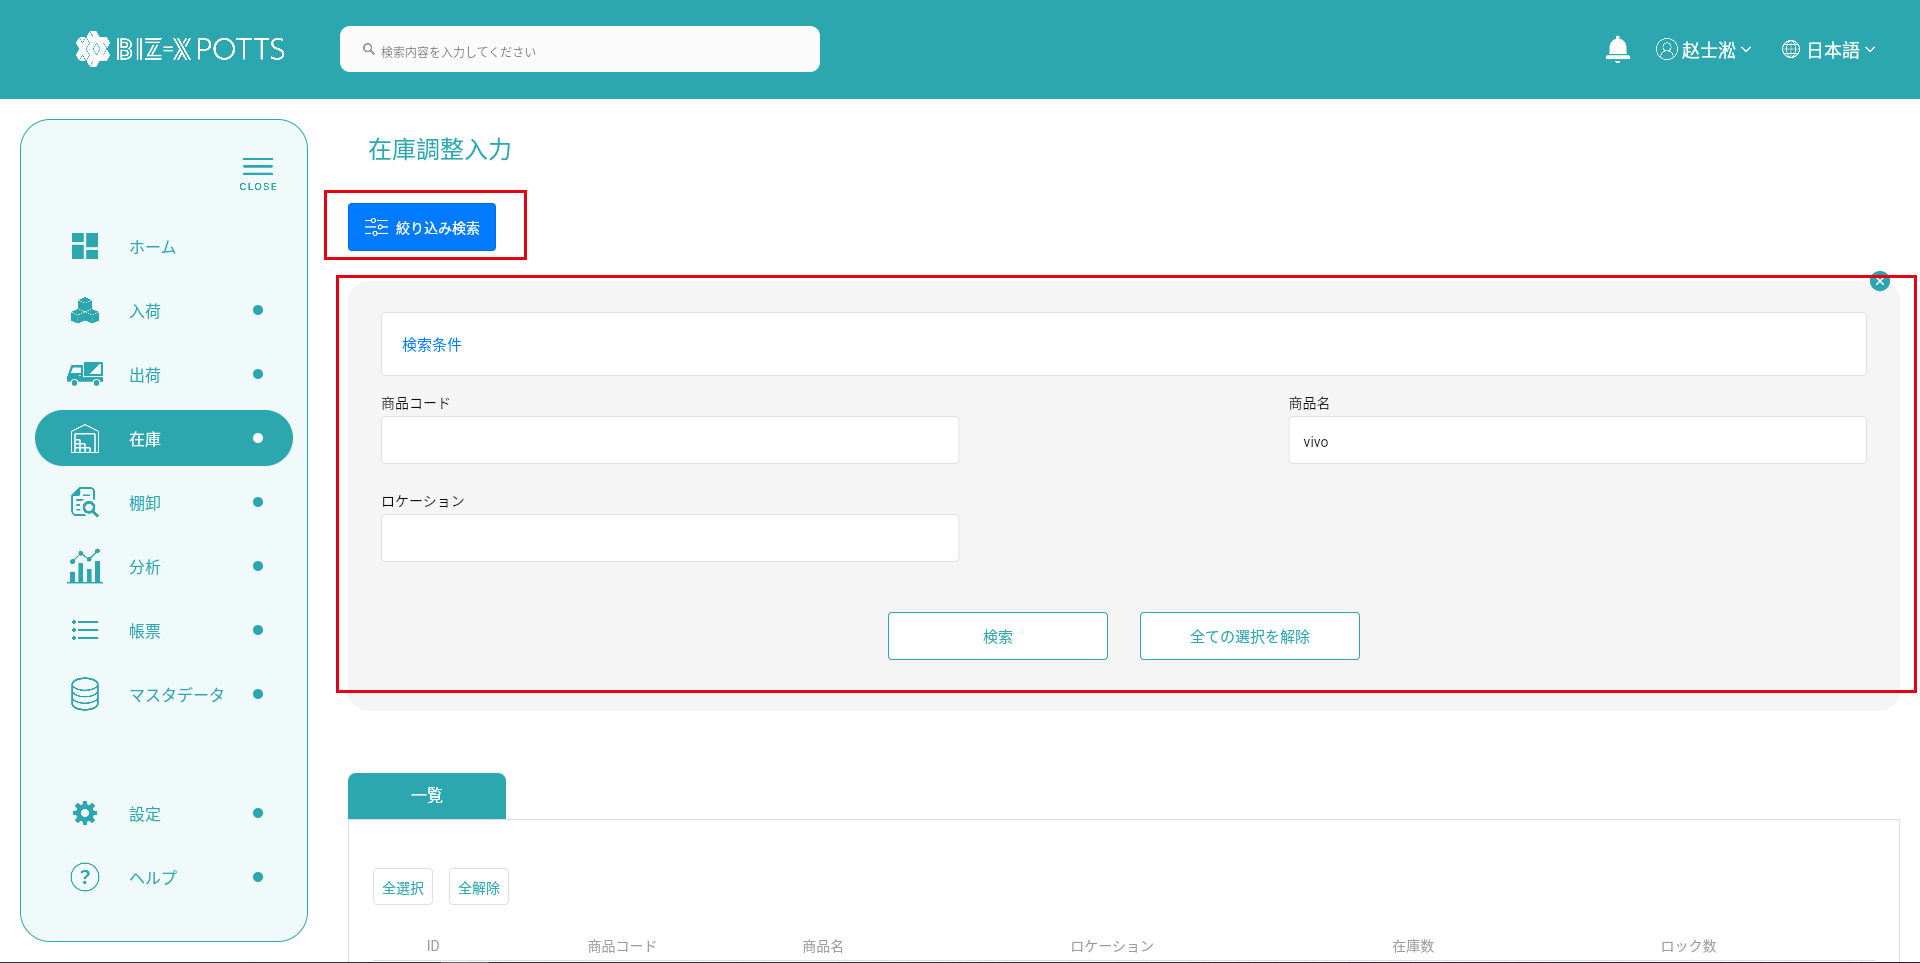 BIZ=X POTTS
検索内容を入力してください
赵士淞
日本語
CLOSE
ホーム
入荷
出荷
在庫
棚卸
分析
帳票
マスタデータ
設定
ヘルプ
在庫調整入力
絞り込み検索
検索条件
商品コード
商品名
vivo
ロケーション
検索
全ての選択を解除
一覧
全選択
全解除
ID
商品コード
商品名
ロケーション
在庫数
ロック数